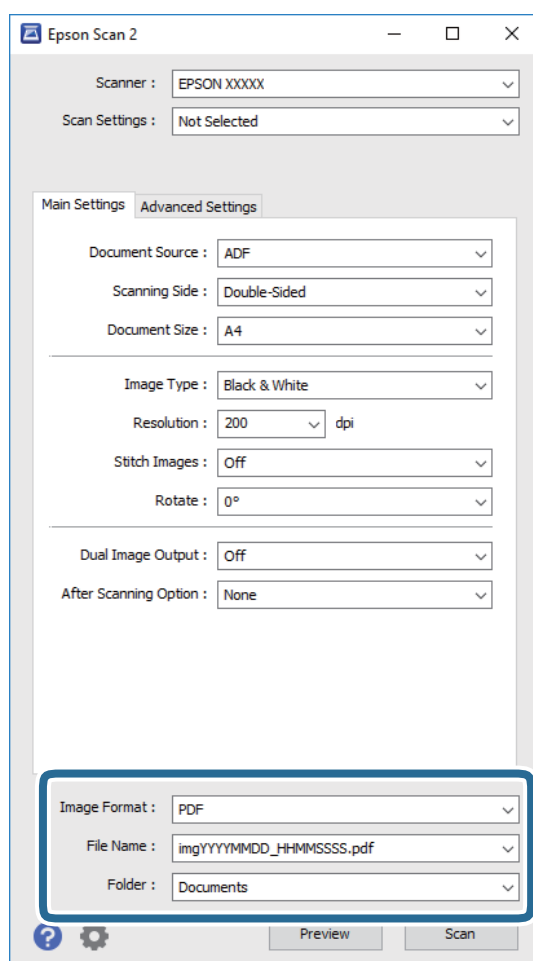 Epson Scan 2
Scanner : EPSON XXXXX
Scan Settings : Not Selected
Main Settings Advanced Settings
Document Source : ADF
Scanning Side : Double-Sided
Document Size : A4
Image Type : Black & White
Resolution : 200 dpi
Stitch Images : Off
Rotate : 0°
Dual Image Output : Off
After Scanning Option : None
Image Format : PDF
File Name : imgYYYYMMDD_HHMMSSSS.pdf
Folder : Documents
? Preview Scan